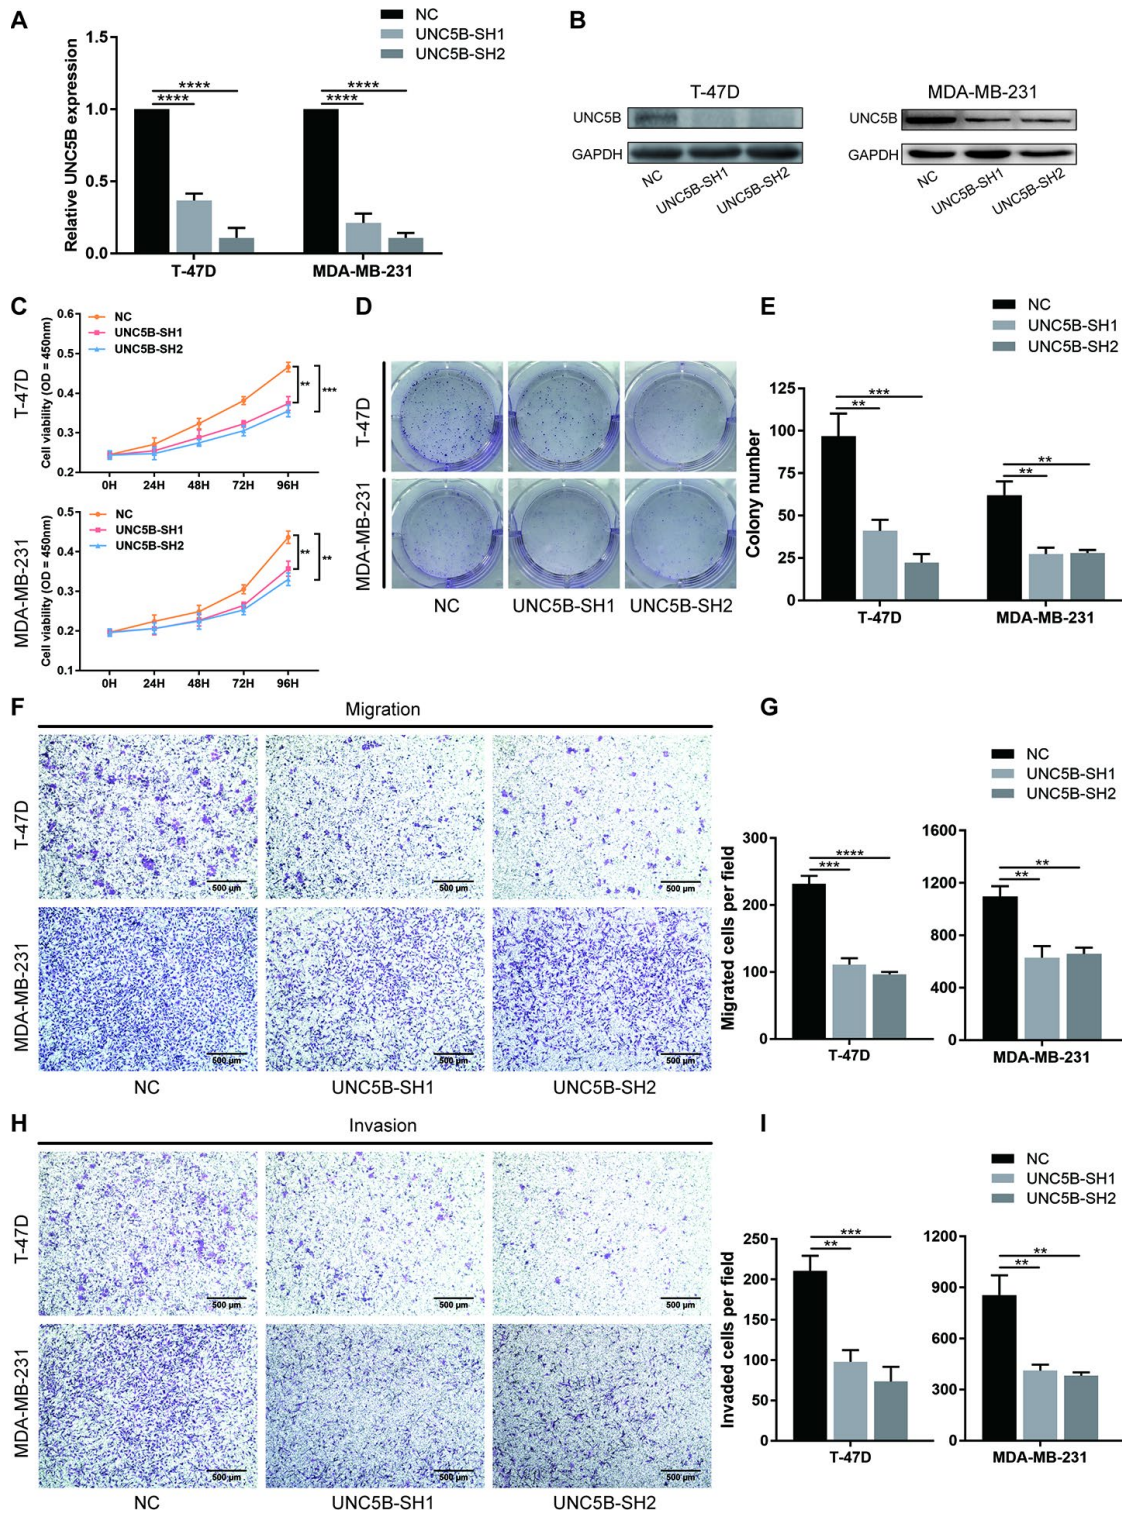 A
NC
UNC5B-SH1
UNC5B-SH2
Relative UNC5B expression
1.5
1.0
0.5
0.0
****
****
****
****
T-47D
MDA-MB-231
B
T-47D
MDA-MB-231
UNC5B
GAPDH
NC
UNC5B-SH1
UNC5B-SH2
UNC5B
GAPDH
NC
UNC5B-SH1
UNC5B-SH2
C
T-47D
Cell viability (OD = 450nm)
0.6
0.5
0.4
0.3
0.2
NC
UNC5B-SH1
UNC5B-SH2
**
***
0H
24H
48H
72H
96H
MDA-MB-231
Cell viability (OD = 450nm)
0.5
0.4
0.3
0.2
0.1
NC
UNC5B-SH1
UNC5B-SH2
**
**
0H
24H
48H
72H
96H
D
T-47D
MDA-MB-231
NC
UNC5B-SH1
UNC5B-SH2
E
NC
UNC5B-SH1
UNC5B-SH2
Colony number
125
100
75
50
25
0
***
**
**
**
T-47D
MDA-MB-231
F
Migration
T-47D
500 µm
500 µm
500 µm
MDA-MB-231
500 µm
500 µm
500 µm
NC
UNC5B-SH1
UNC5B-SH2
G
NC
UNC5B-SH1
UNC5B-SH2
Migrated cells per field
300
200
100
0
****
***
T-47D
1600
1200
800
400
0
**
**
MDA-MB-231
H
Invasion
T-47D
500 µm
500 µm
500 µm
MDA-MB-231
500 µm
500 µm
500 µm
NC
UNC5B-SH1
UNC5B-SH2
I
NC
UNC5B-SH1
UNC5B-SH2
Invaded cells per field
250
200
150
100
50
0
***
**
T-47D
1200
900
600
300
0
**
**
MDA-MB-231